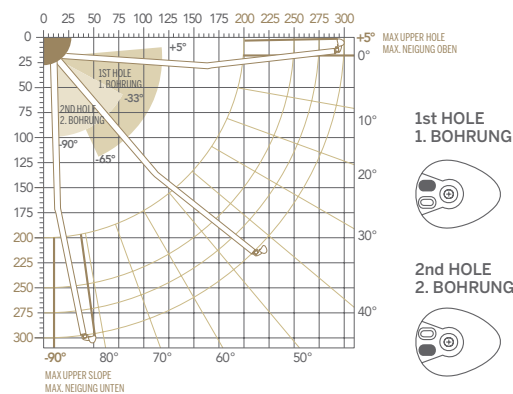 0 25 50 75 100 125 150 175 200 225 250 275 300
0
25
50
75
100
125
150
175
200
225
250
275
300
+5° MAX UPPER HOLE
0° MAX. NEIGUNG OBEN
10°
20°
30°
40°
+5°
1ST HOLE
1. BOHRUNG
-33°
2ND HOLE
2. BOHRUNG
-90°
-65°
-90° 80° 70° 60° 50°
MAX UPPER SLOPE
MAX. NEIGUNG UNTEN
1st HOLE
1. BOHRUNG
2nd HOLE
2. BOHRUNG